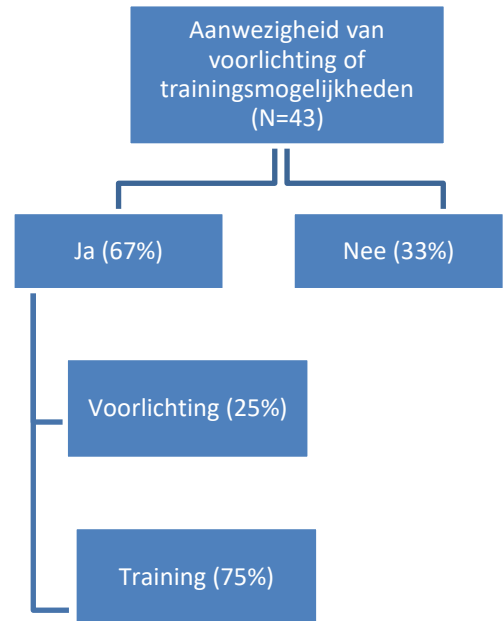 Aanwezigheid van
voorlichting of
trainingsmogelijkheden
(N=43)
Ja (67%)
Nee (33%)
Voorlichting (25%)
Training (75%)